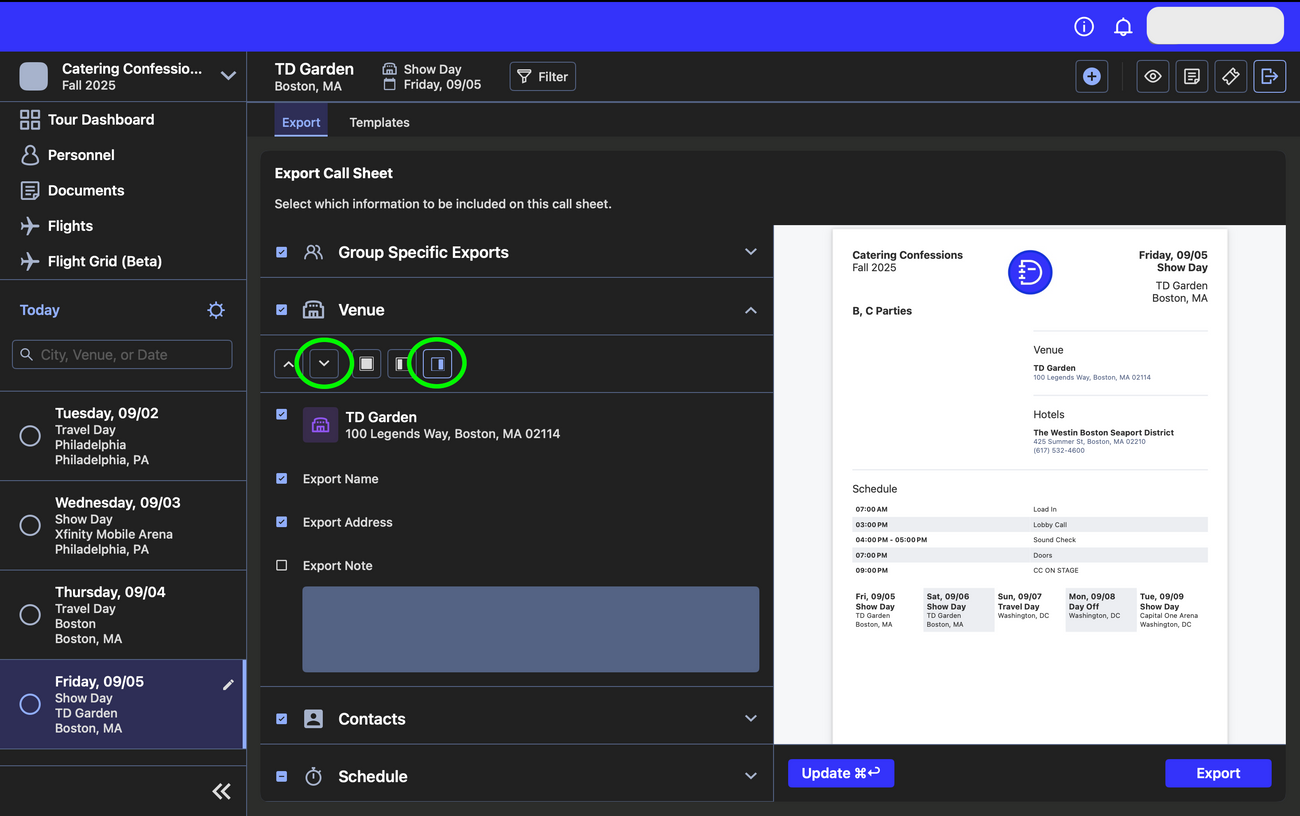 Catering Confessio...
Fall 2025
Tour Dashboard
Personnel
Documents
Flights
Flight Grid (Beta)
Today
City, Venue, or Date
Tuesday, 09/02
Travel Day
Philadelphia
Philadelphia, PA
Wednesday, 09/03
Show Day
Xfinity Mobile Arena
Philadelphia, PA
Thursday, 09/04
Travel Day
Boston
Boston, MA
Friday, 09/05
Show Day
TD Garden
Boston, MA
TD Garden
Boston, MA
Show Day
Friday, 09/05
Filter
Export
Templates
Export Call Sheet
Select which information to be included on this call sheet.
Group Specific Exports
Venue
TD Garden
100 Legends Way, Boston, MA 02114
Export Name
Export Address
Export Note
Contacts
Schedule
Catering Confessions
Fall 2025
Friday, 09/05
Show Day
TD Garden
Boston, MA
B, C Parties
Venue
TD Garden
100 Legends Way, Boston, MA 02114
Hotels
The Westin Boston Seaport District
425 Summer St, Boston, MA 02210
(617) 532-4600
Schedule
07:00 AM Load In
03:00 PM Lobby Call
04:00 PM - 05:00 PM Sound Check
07:00 PM Doors
09:00 PM CC ON STAGE
Fri, 09/05 Sat, 09/06 Sun, 09/07 Mon, 09/08 Tue, 09/09
Show Day Show Day Travel Day Day Off Show Day
TD Garden TD Garden Washington, DC Washington, DC Capital One Arena
Boston, MA Boston, MA Washington, DC
Update ⌘↩
Export